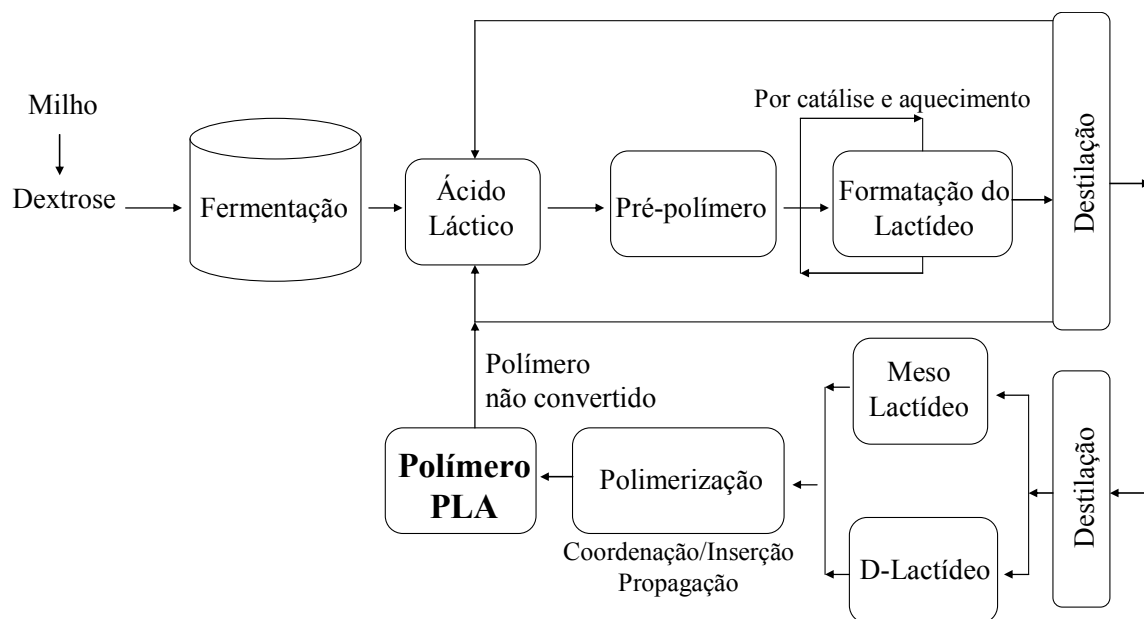 Milho
Dextrose
Fermentação
Ácido
Láctico
Pré-polímero
Por catálise e aquecimento
Formatação do
Lactídeo
Destilação
Polímero
não convertido
Polímero
PLA
Polimerização
Coordenação/Inserção
Propagação
Meso
Lactídeo
D-Lactídeo
Destilação